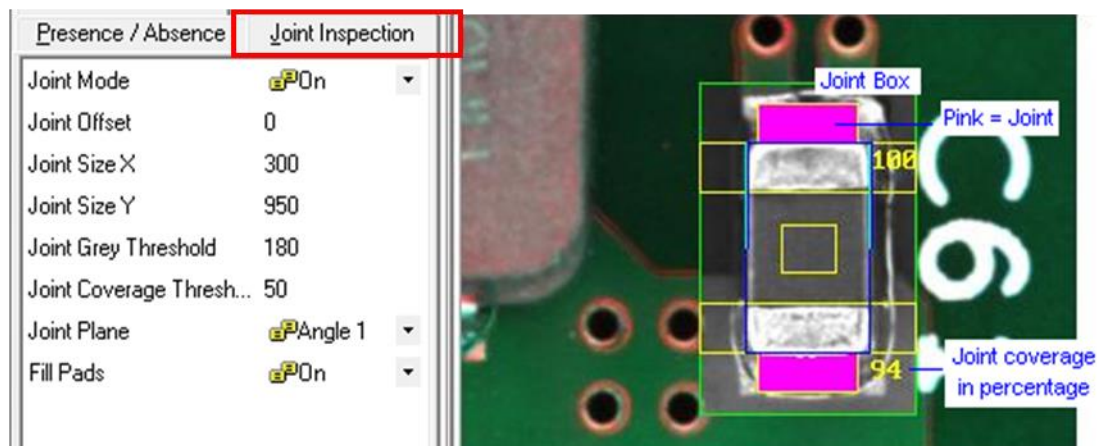 Presence / Absence
Joint Inspection
Joint Mode On
Joint Offset 0
Joint Size X 300
Joint Size Y 950
Joint Grey Threshold 180
Joint Coverage Thresh... 50
Joint Plane Angle 1
Fill Pads On
Joint Box
Pink = Joint
100
C6
94
Joint coverage
in percentage